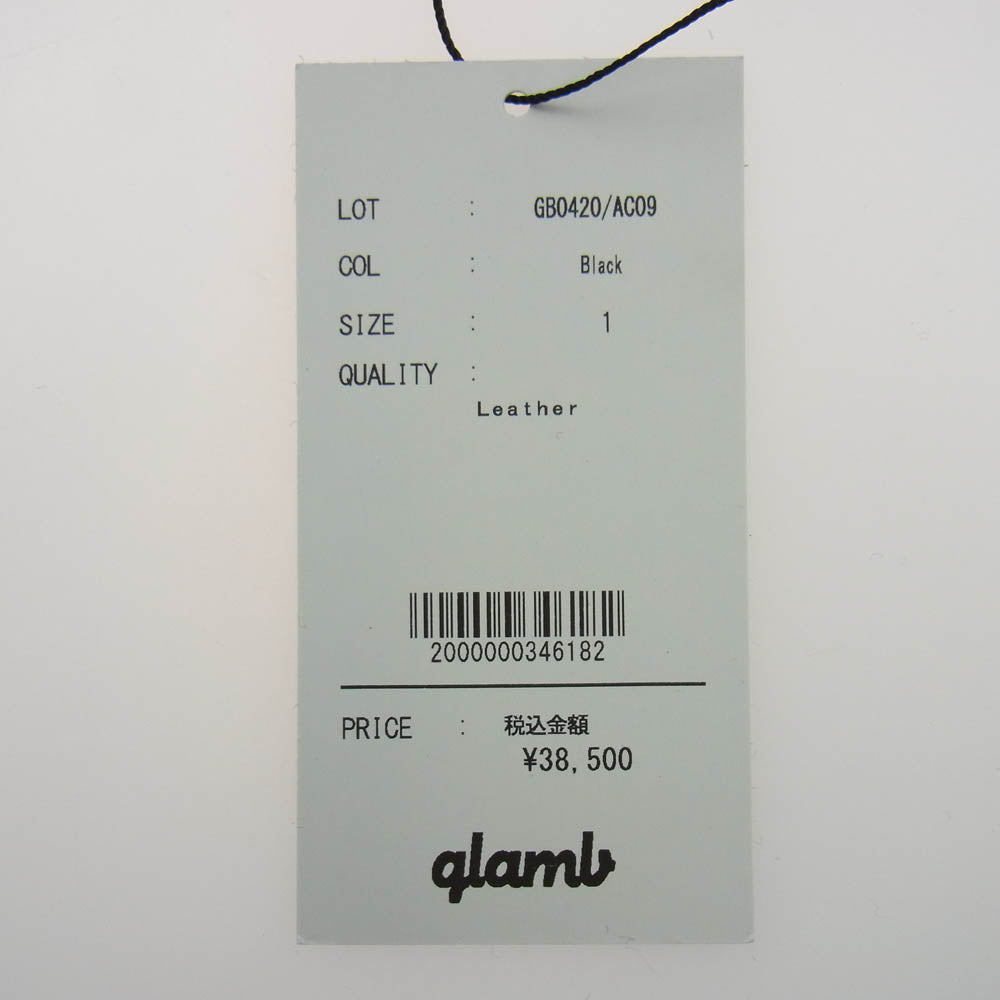 LOT : GB0420/AC09
COL : Black
SIZE : 1
QUALITY :
Leather
2000000346182
PRICE : 税込金額
¥38,500
glamb